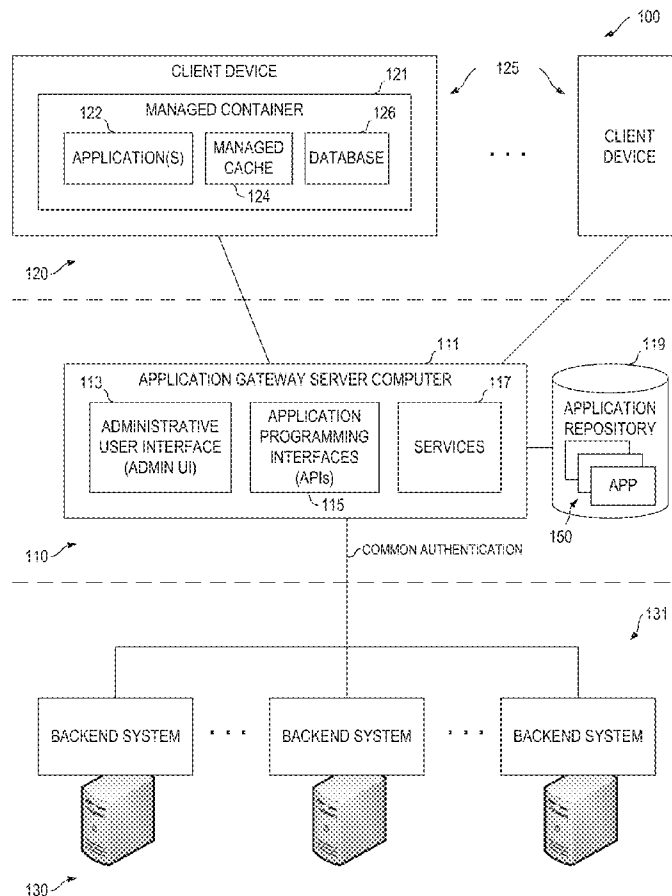 100
CLIENT DEVICE
121
125
MANAGED CONTAINER
122
126
APPLICATION(S)
MANAGED
CACHE
DATABASE
124
CLIENT
DEVICE
. . .
120
111
119
APPLICATION GATEWAY SERVER COMPUTER
113
117
ADMINISTRATIVE
USER INTERFACE
(ADMIN UI)
APPLICATION
PROGRAMMING
INTERFACES
(APIs)
SERVICES
115
APPLICATION
REPOSITORY
APP
150
110
COMMON AUTHENTICATION
131
BACKEND SYSTEM
. . .
BACKEND SYSTEM
. . .
BACKEND SYSTEM
130